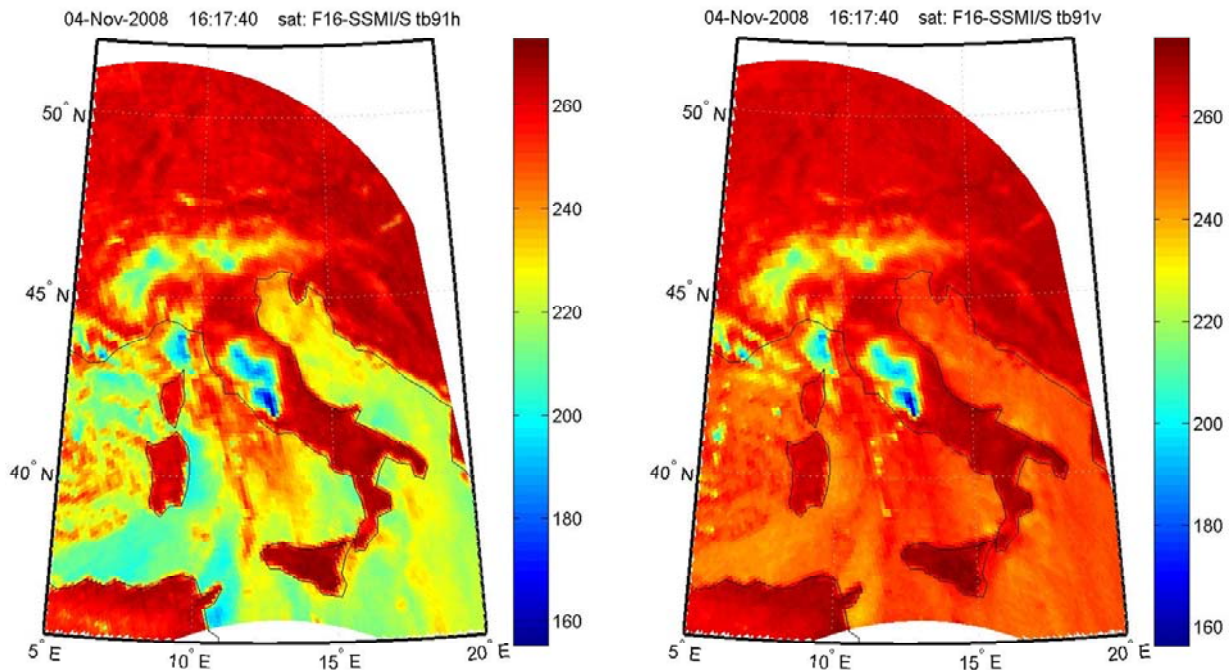 04-Nov-2008 16:17:40 sat: F16-SSMI/S tb91h
50° N
45° N
40° N
5° E
10° E
15° E
20° E
260
240
220
200
180
160
04-Nov-2008 16:17:40 sat: F16-SSMI/S tb91v
50° N
45° N
40° N
5° E
10° E
15° E
20° E
260
240
220
200
180
160